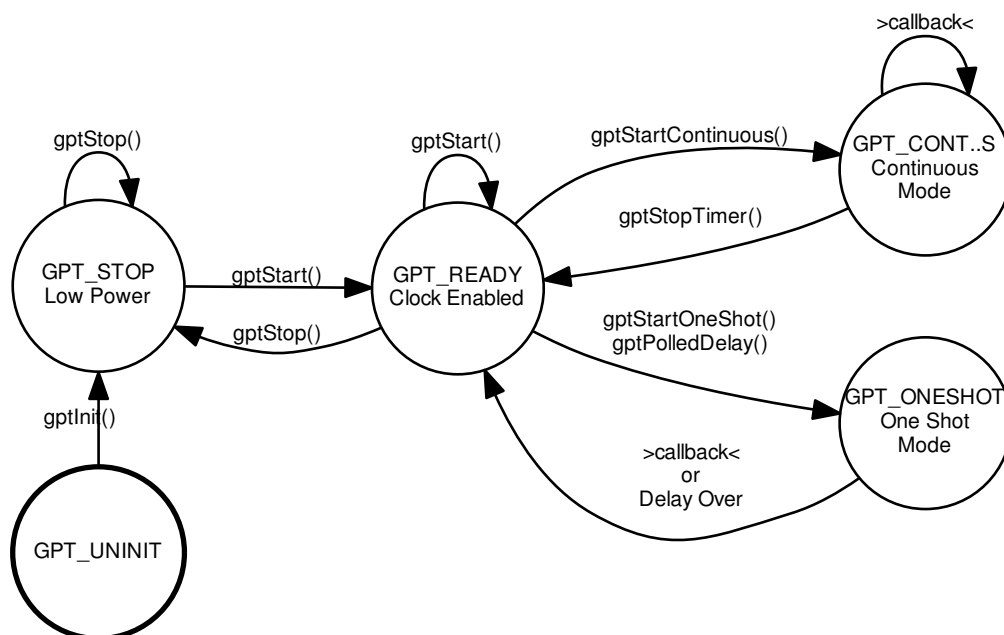 >callback<
gptStop()
gptStart()
gptStartContinuous()
GPT_CONT..S
Continuous
Mode
gptStopTimer()
GPT_STOP
Low Power
gptStart()
GPT_READY
Clock Enabled
gptStop()
gptStartOneShot()
gptPolledDelay()
GPT_ONESHOT
One Shot
Mode
gptInit()
>callback<
or
Delay Over
GPT_UNINIT